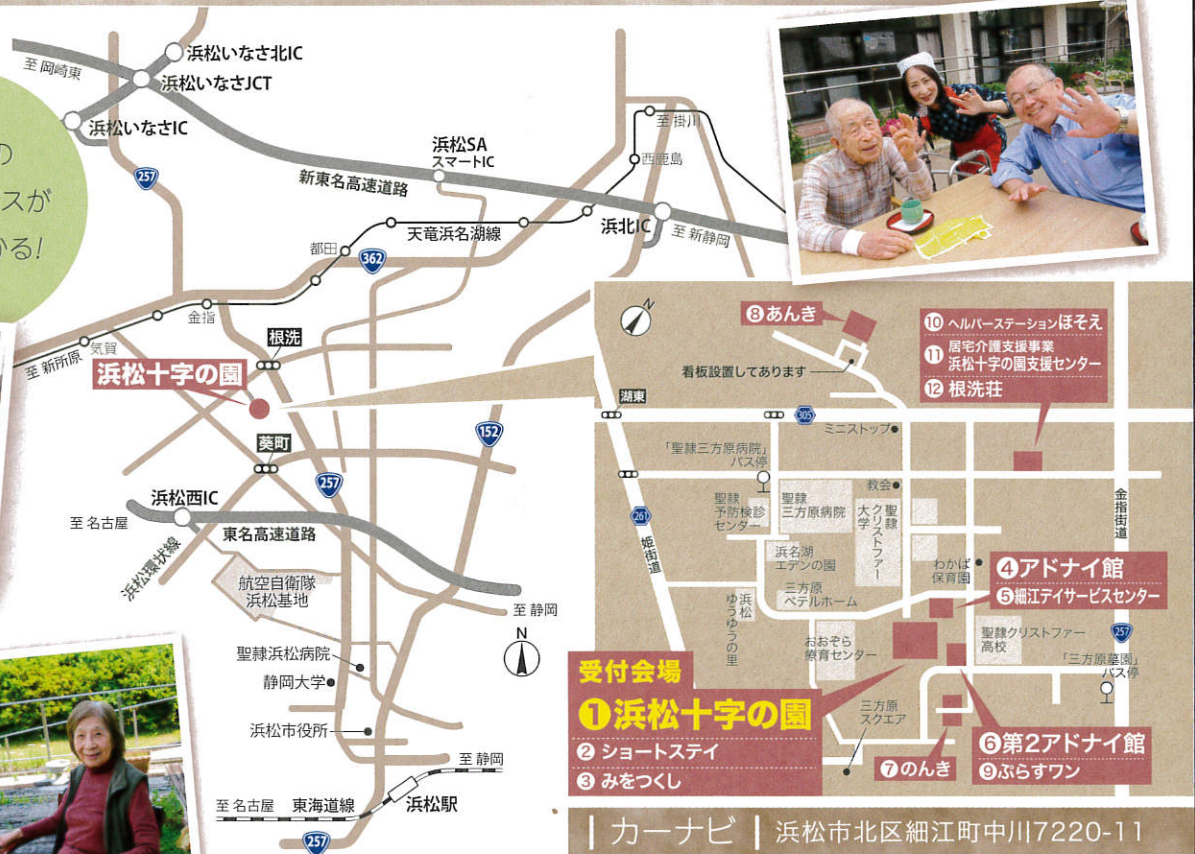 至 岡崎東
浜松いなさ北IC
浜松いなさJCT
浜松いなさIC
の
スが
かる!
257
浜松SA
スマートIC
新東名高速道路
至 掛川
西鹿島
浜北IC
至 新静岡
天竜浜名湖線
都田
362
金指
気賀
至 新所原
根洗
浜松十字の園
葵町
152
257
浜松西IC
至 名古屋
東名高速道路
浜松環状線
航空自衛隊
浜松基地
至 静岡
N
聖隷浜松病院
静岡大学
浜松市役所
至 静岡
至 名古屋
東海道線
浜松駅
257
N
⑧あんき
看板設置してあります
⑩ ヘルパーステーションほそえ
⑪ 居宅介護支援事業
浜松十字の園支援センター
⑫ 根洗荘
湖東
305
ミニストップ
「聖隷三方原病院」
バス停
教会
聖隷
予防検診
センター
聖隷
三方原病院
聖隷
クリストファー
大学
261
姫街道
金指街道
浜名湖
エデンの園
わかば
保育園
④アドナイ館
⑤細江デイサービスセンター
三方原
ベテルホーム
浜松
ゆうゆうの里
おおぞら
療育センター
聖隷クリストファー
高校
257
「三方原墓園」
バス停
受付会場
①浜松十字の園
② ショートステイ
③ みをつくし
三方原
スクエア
⑦のんき
⑥第2アドナイ館
⑨ぷらすワン
| カーナビ | 浜松市北区細江町中川7220-11